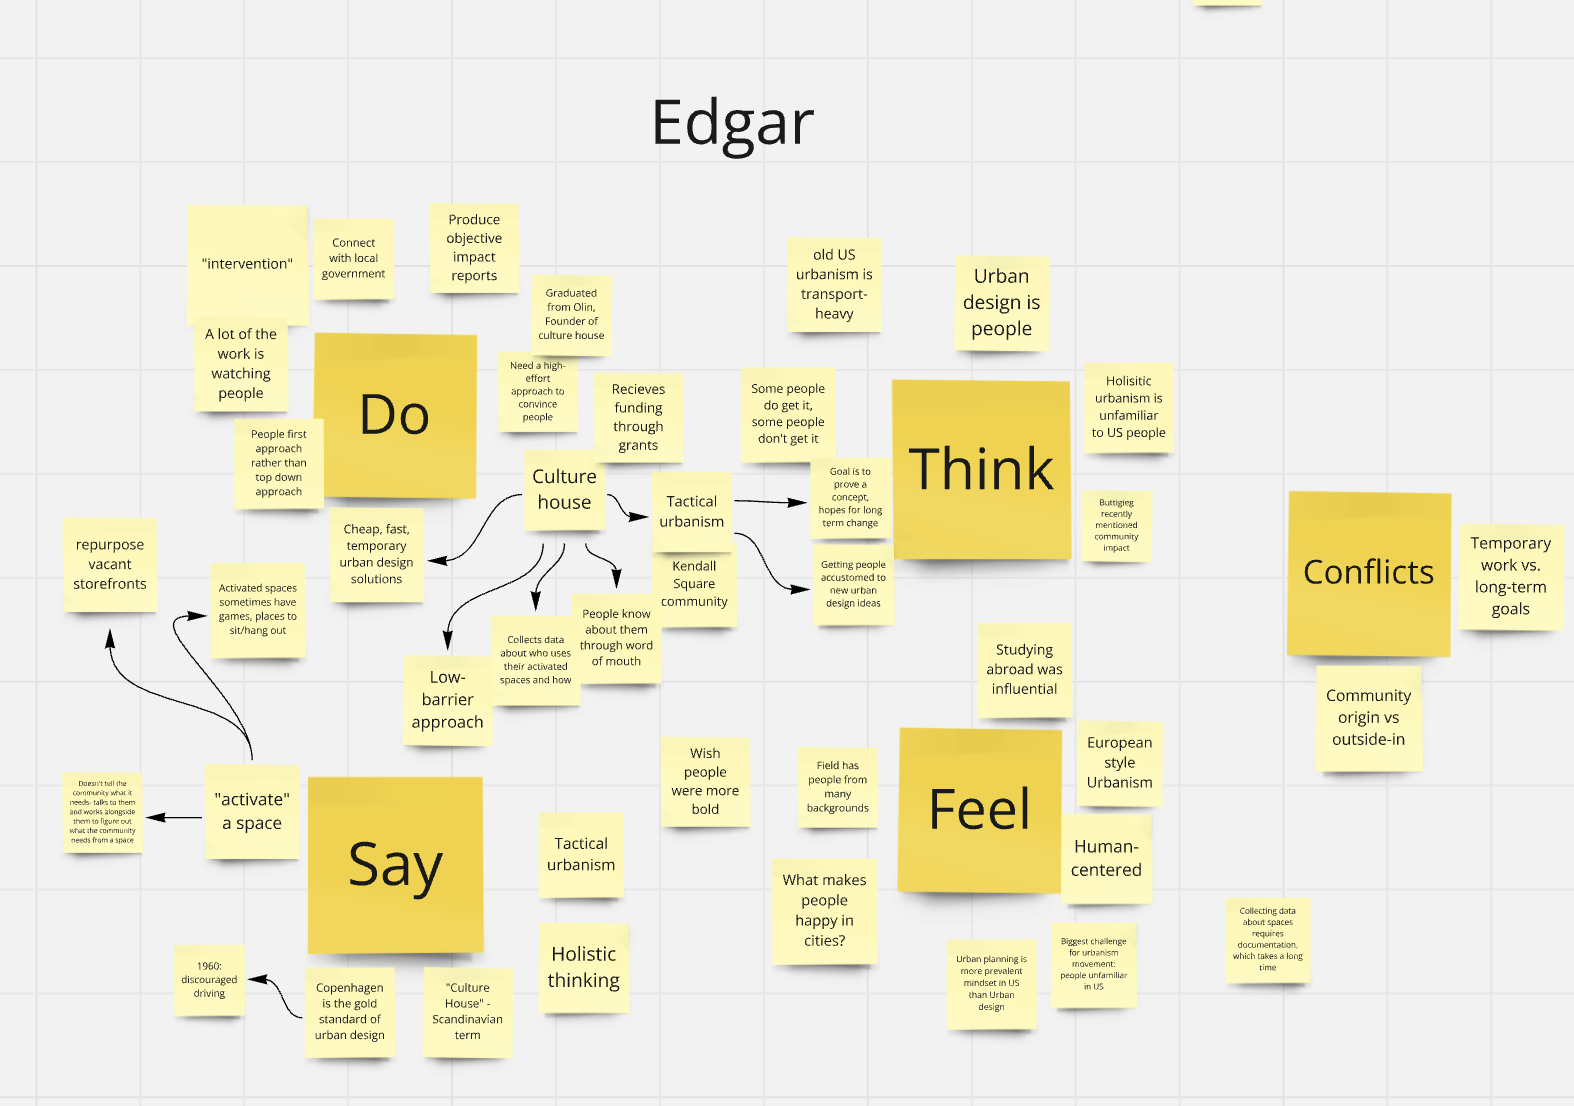 Edgar
"intervention"
Connect
with local
government
Produce
objective
impact
reports
Graduated
from Olin,
Founder of
culture house
A lot of the
work is
watching
people
Do
Need a high-
effort
approach to
convince
people
Recieves
funding
through
grants
People first
approach
rather than
top down
approach
Culture
house
Tactical
urbanism
Kendall
Square
community
Cheap, fast,
temporary
urban design
solutions
repurpose
vacant
storefronts
Activated spaces
sometimes have
games, places to
sit/hang out
Low-
barrier
approach
Collects data
about who uses
their activated
spaces and how
People know
about them
through word
of mouth
old US
urbanism is
transport-
heavy
Urban
design is
people
Some people
do get it,
some people
don't get it
Goal is to
prove a
concept,
hopes for long
term change
Getting people
accustomed to
new urban
design ideas
Think
Holisitic
urbanism is
unfamiliar
to US people
Buttigieg
recently
mentioned
community
impact
Conflicts
Temporary
work vs.
long-term
goals
Community
origin vs
outside-in
Doesn't tell the
community what it
needs- talks to them
and works alongside
them to figure out
what the community
needs from a space
"activate"
a space
Say
Tactical
urbanism
Holistic
thinking
1960:
discouraged
driving
Copenhagen
is the gold
standard of
urban design
"Culture
House" -
Scandinavian
term
Wish
people
were more
bold
Studying
abroad was
influential
Field has
people from
many
backgrounds
Feel
European
style
Urbanism
Human-
centered
What makes
people
happy in
cities?
Urban planning is
more prevalent
mindset in US
than Urban
design
Biggest challenge
for urbanism
movement:
people unfamiliar
in US
Collecting data
about spaces
requires
documentation,
which takes a long
time